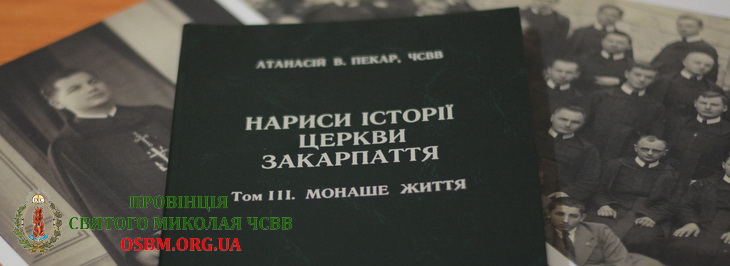 АТАНАСІЙ В. ПЕКАР, ЧСВВ
НАРИСИ ІСТОРІЇ
ЦЕРКВИ
ЗАКАРПАТТЯ
Том III. МОНАШЕ ЖИТТЯ
ПРОВІНЦІЯ
СВЯТОГО МИКОЛАЯ ЧСВВ
OSBM.ORG.UA